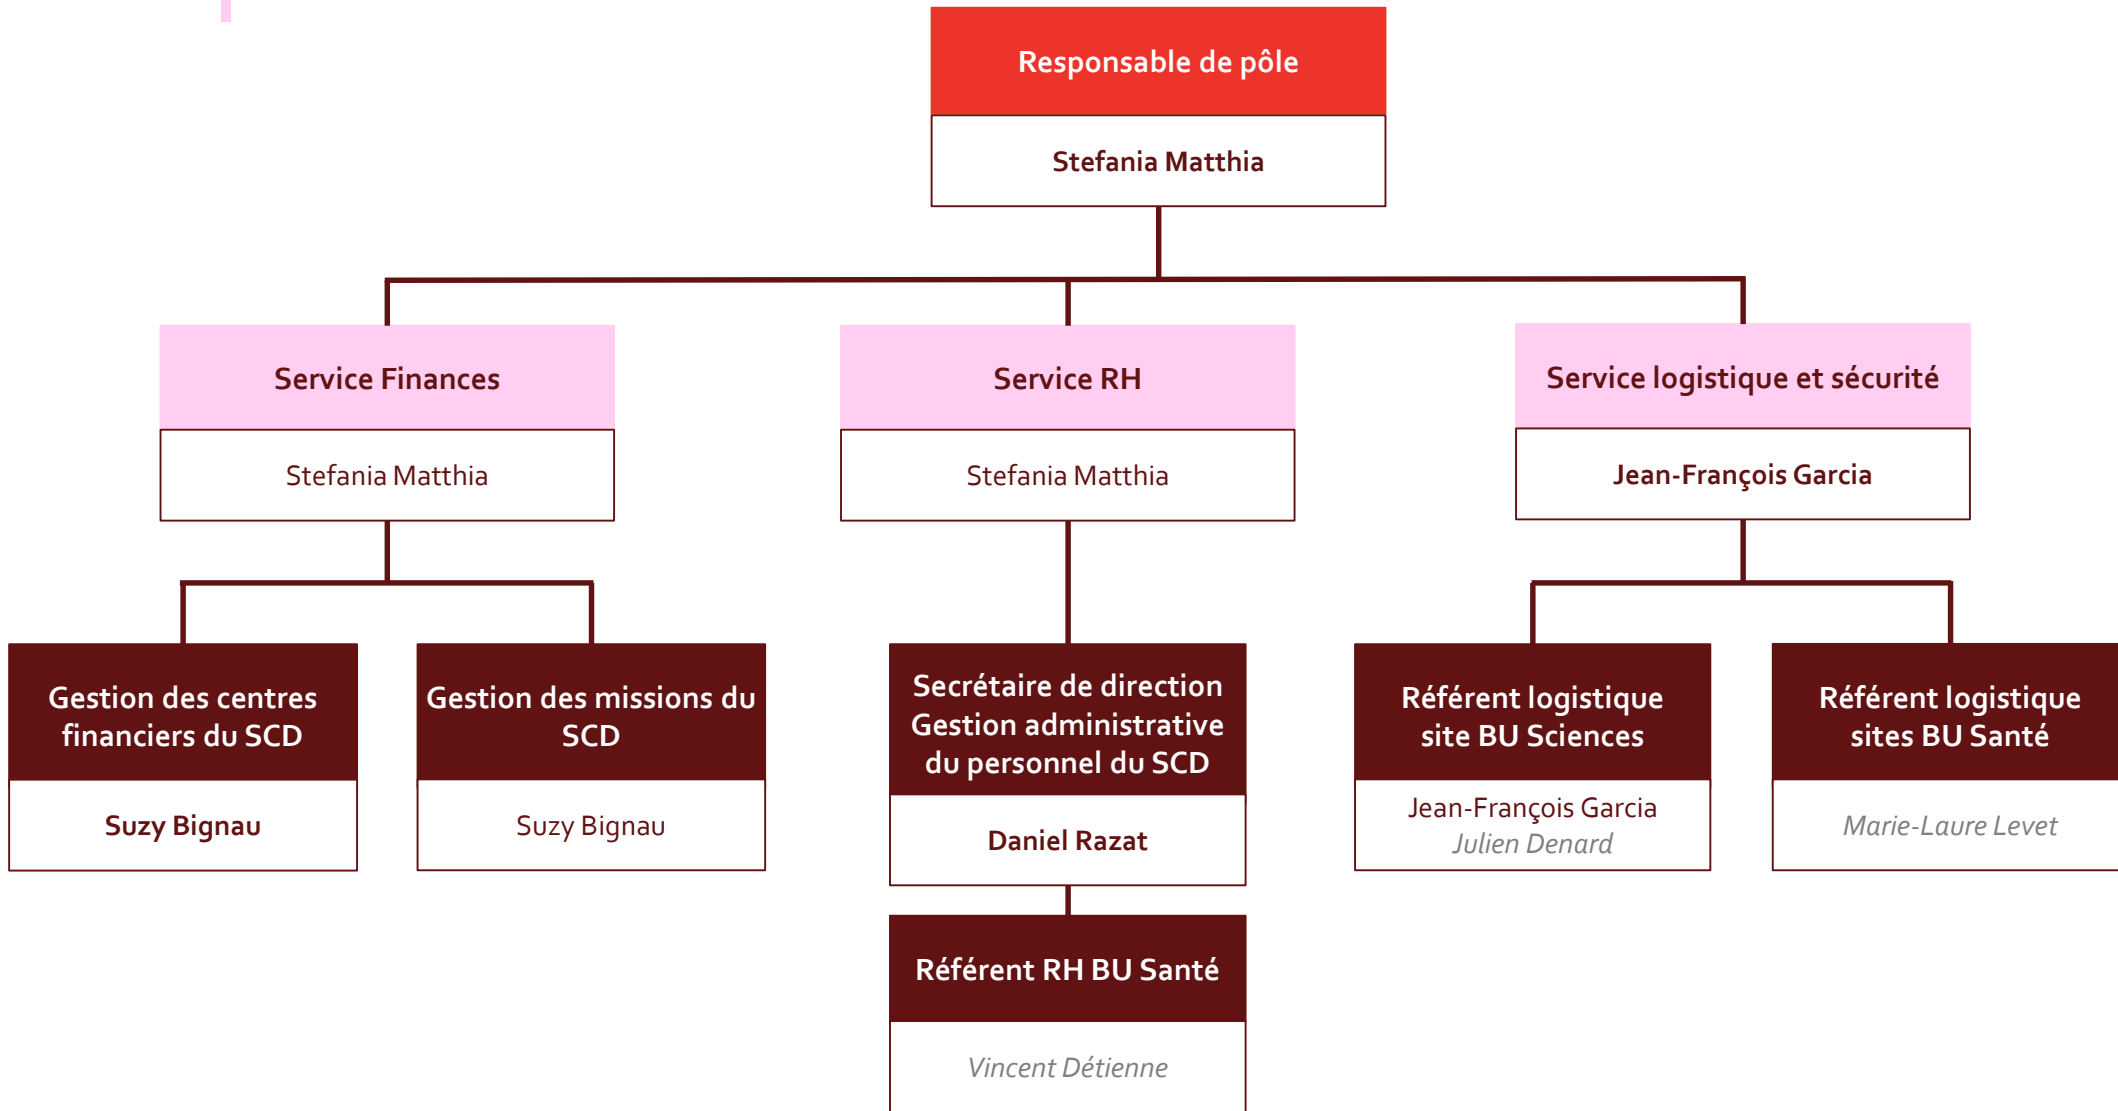 Responsable de pôle
Stefania Matthia
Service Finances
Stefania Matthia
Service RH
Stefania Matthia
Service logistique et sécurité
Jean-François Garcia
Gestion des centres
financiers du SCD
Suzy Bignau
Gestion des missions du
SCD
Suzy Bignau
Secrétaire de direction
Gestion administrative
du personnel du SCD
Daniel Razat
Référent RH BU Santé
Vincent Détienne
Référent logistique
site BU Sciences
Jean-François Garcia
Julien Denard
Référent logistique
sites BU Santé
Marie-Laure Levet